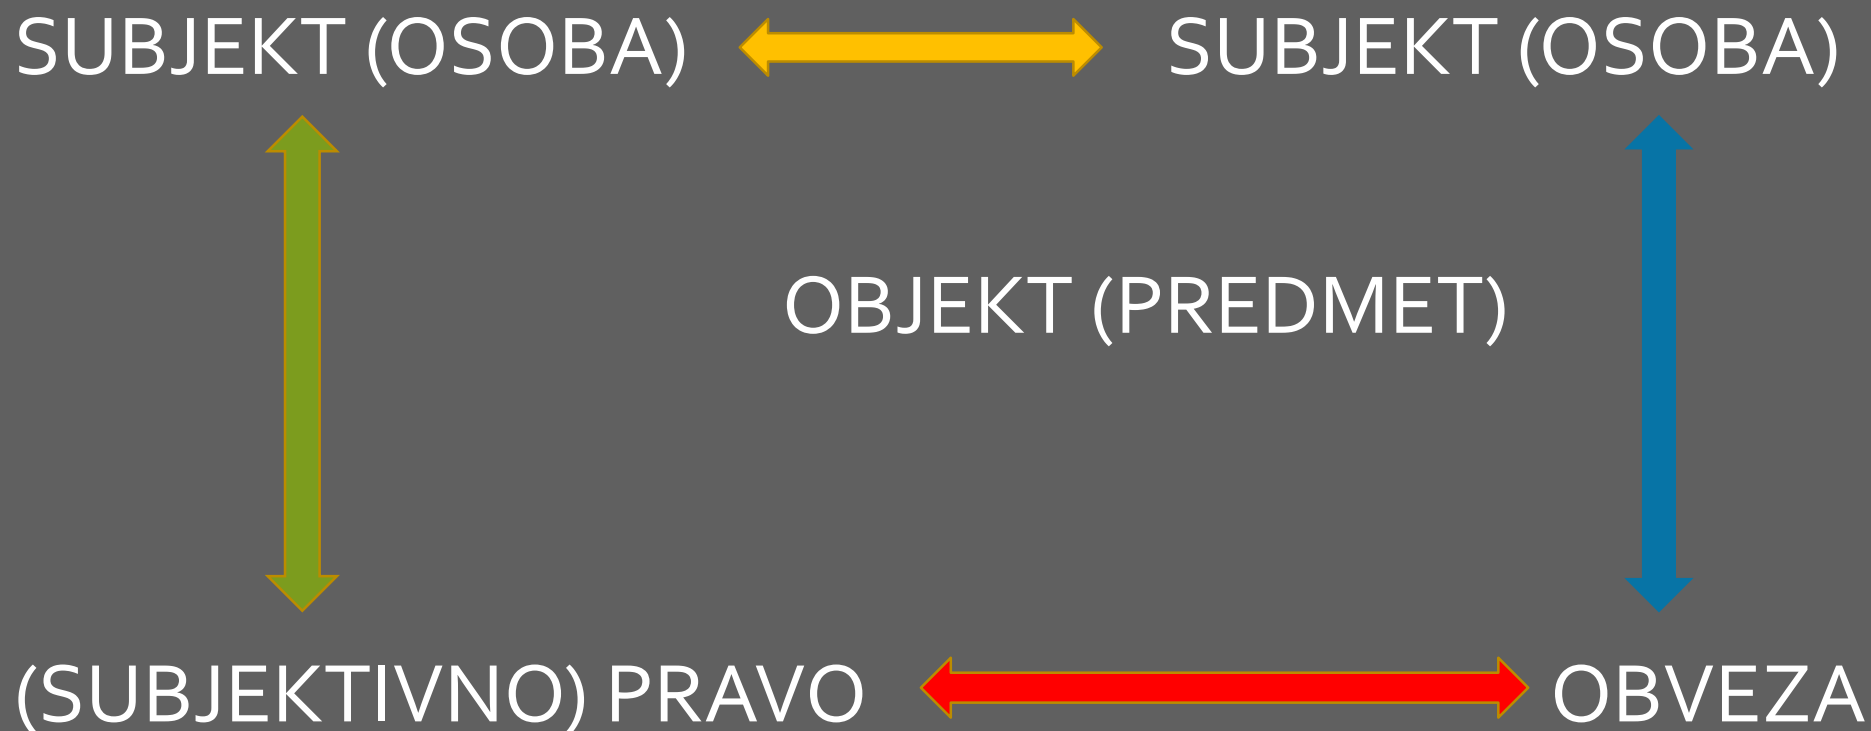 SUBJEKT (OSOBA)
SUBJEKT (OSOBA)
OBJEKT (PREDMET)
(SUBJEKTIVNO) PRAVO
OBVEZA